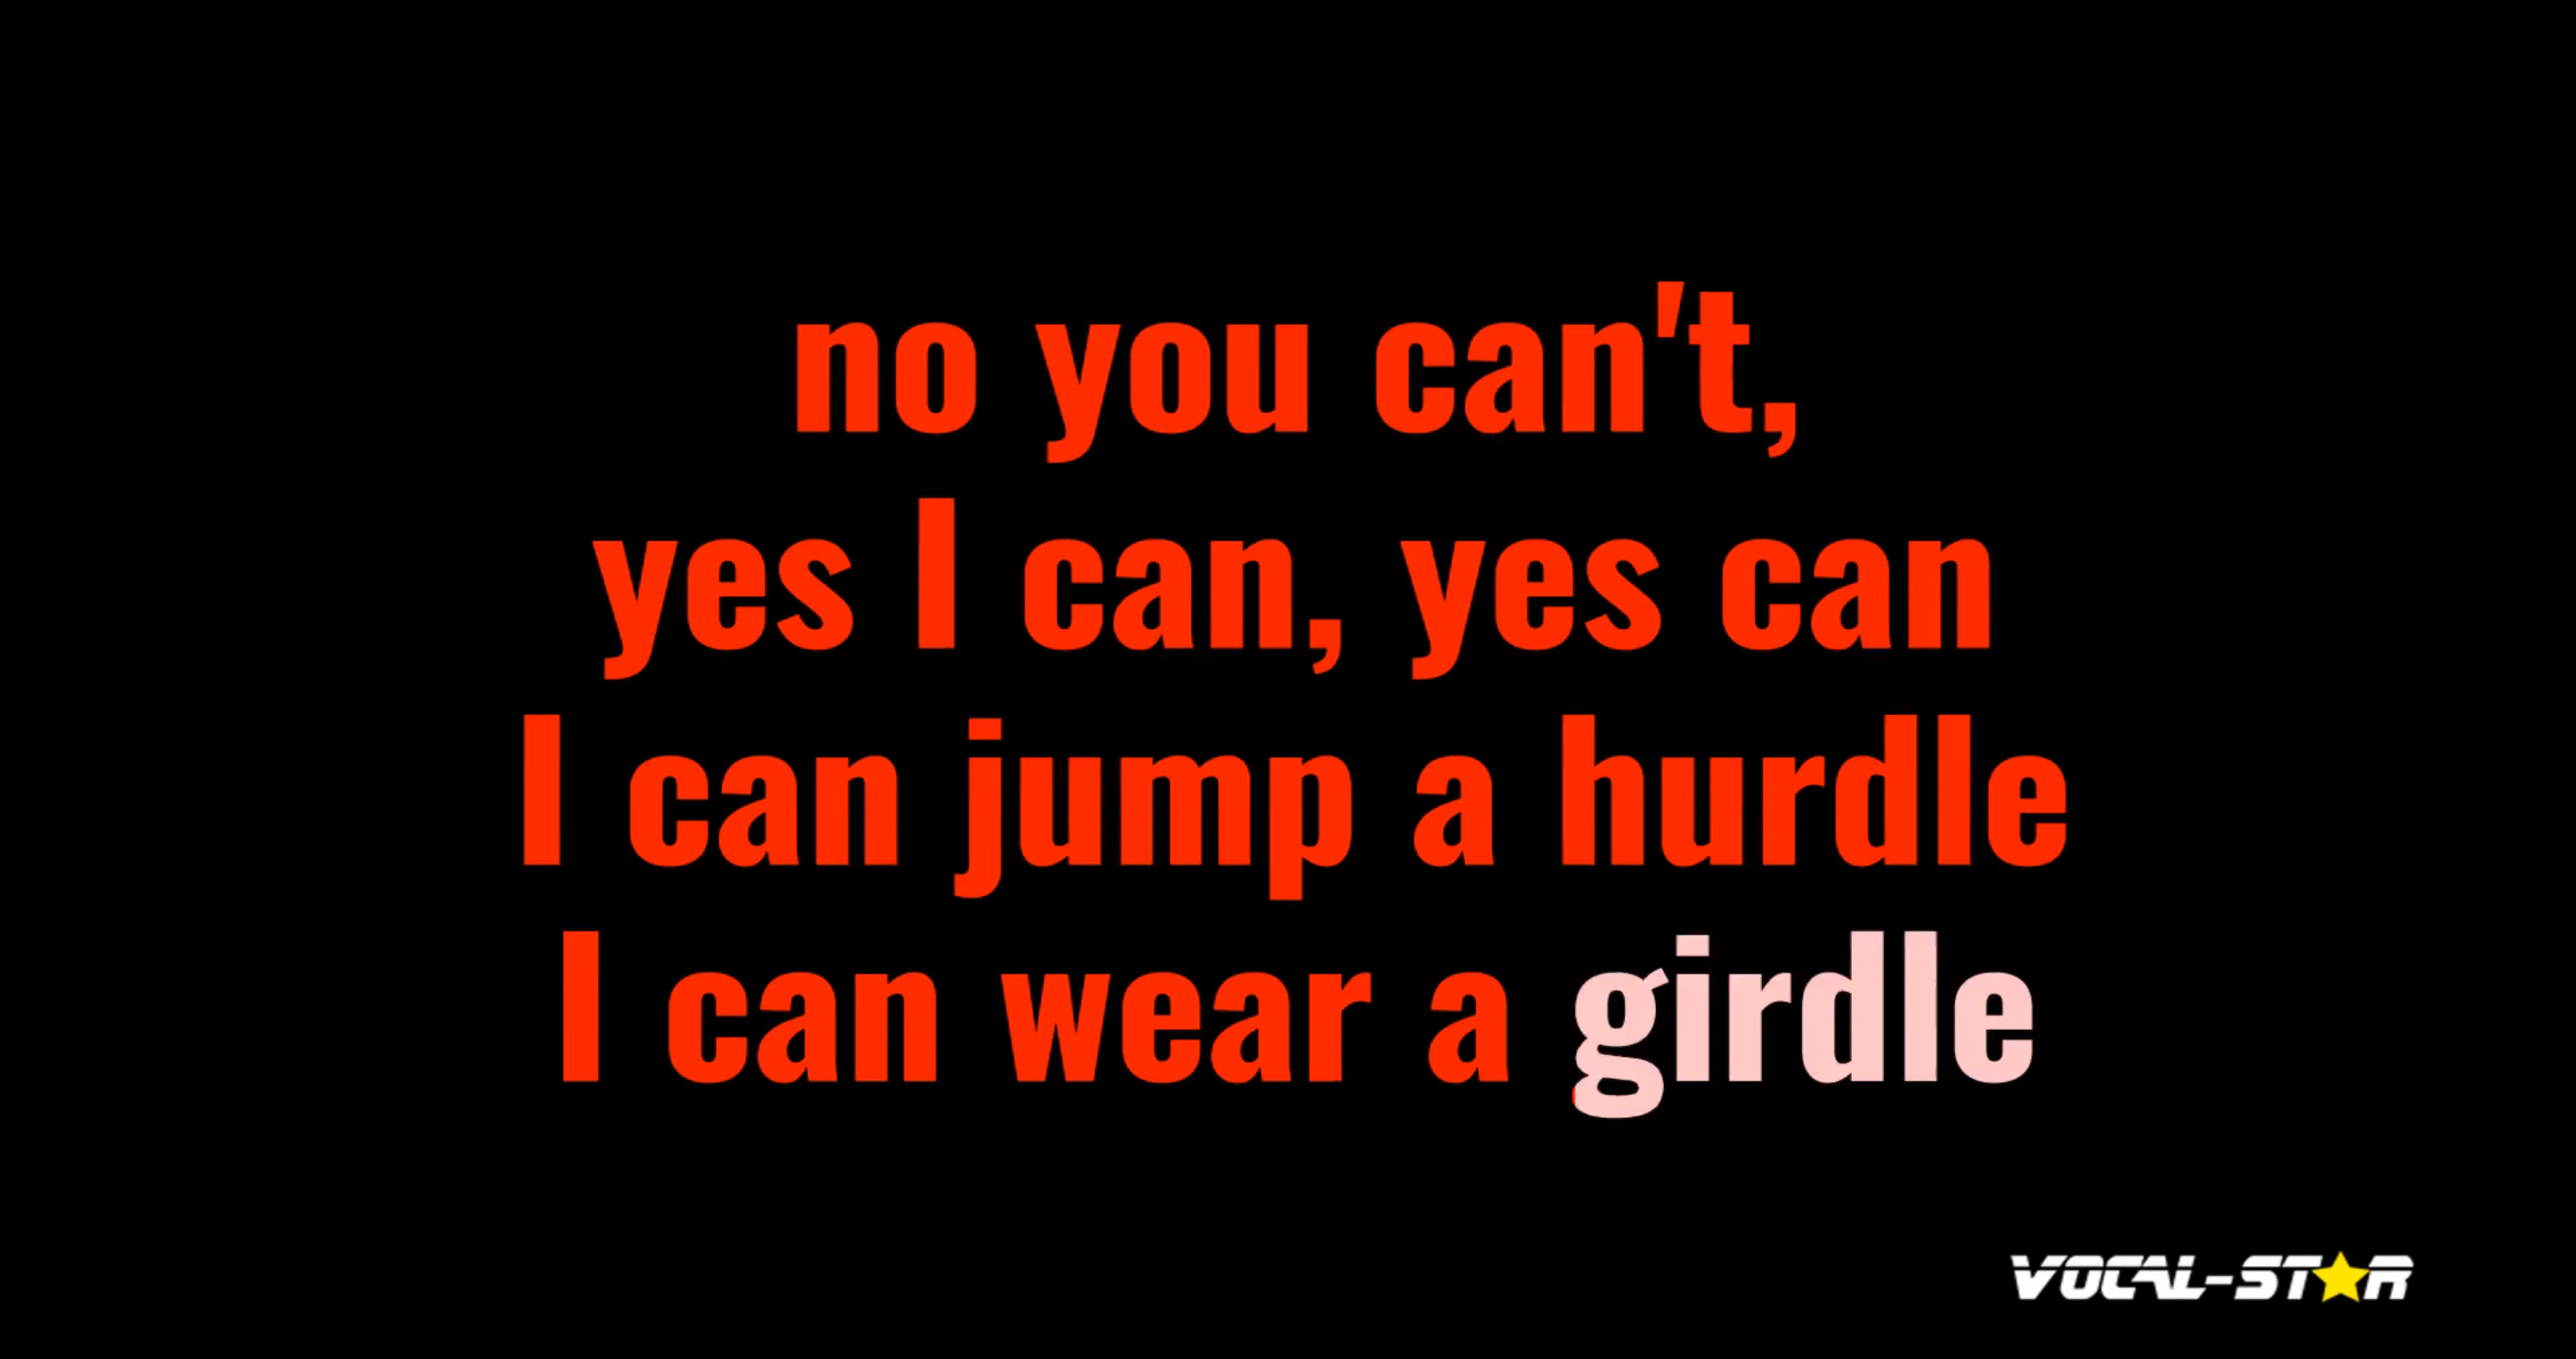 no you can't,
yes I can, yes can
I can jump a hurdle
I can wear a girdle
VOCAL-STAR